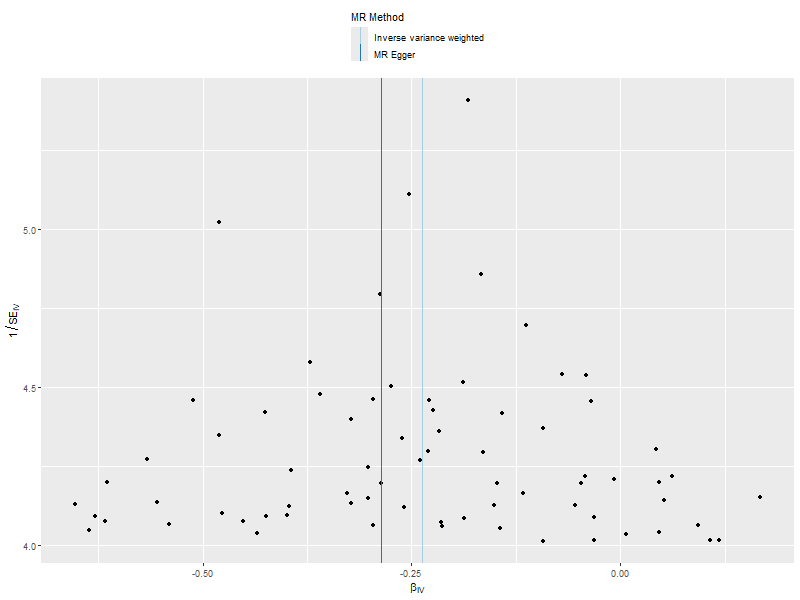 MR Method
Inverse variance weighted
MR Egger
5.0
4.5
4.0
1/SE_IV
-0.50
-0.25
0.00
β_IV